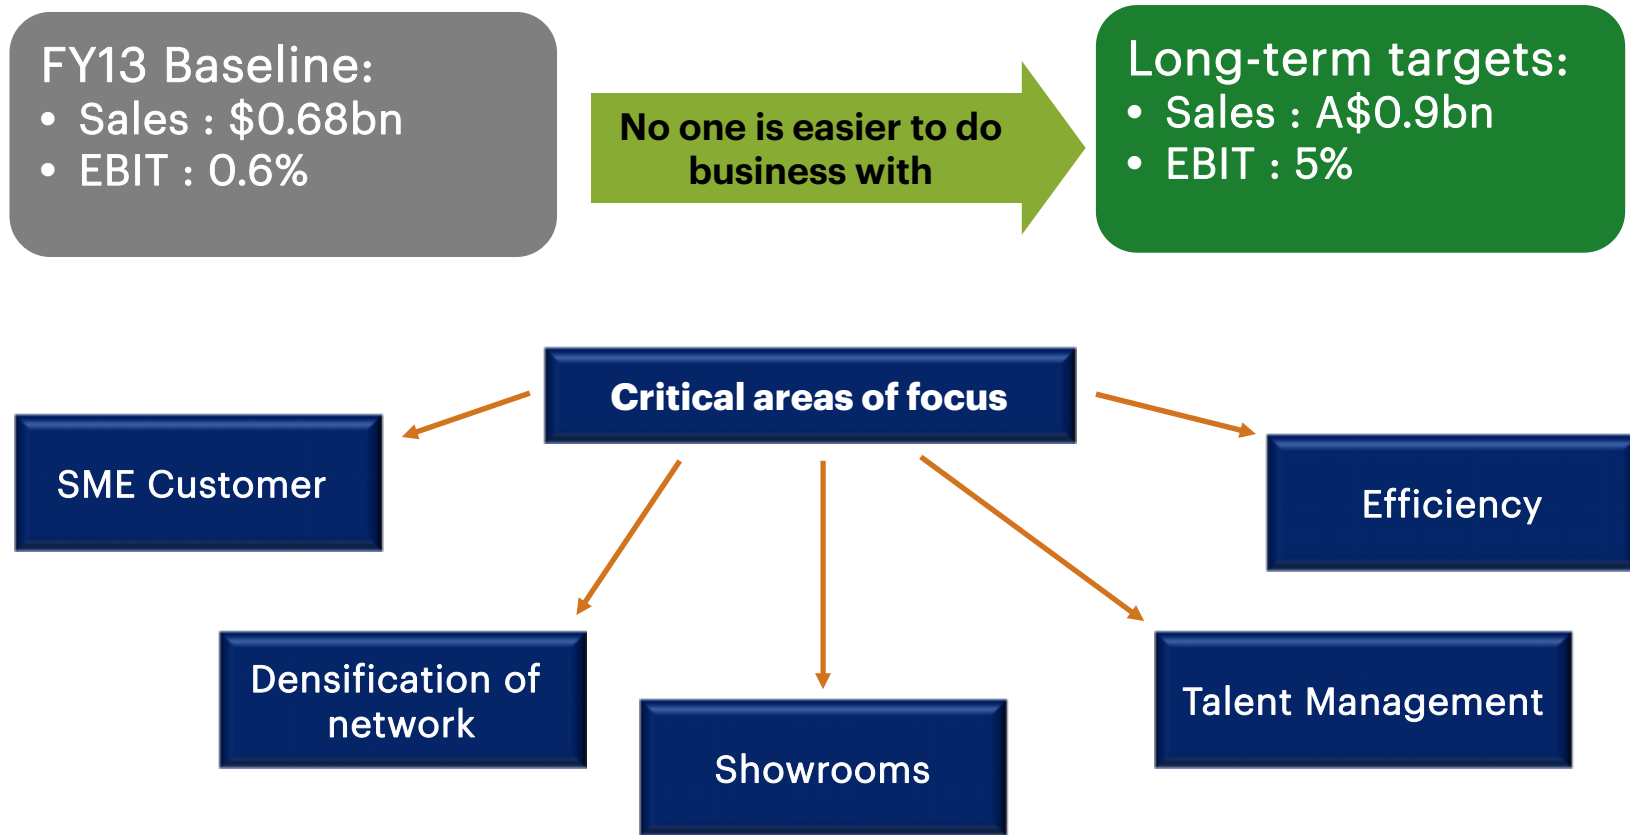 FY13 Baseline:
• Sales : $0.68bn
• EBIT : 0.6%
No one is easier to do
business with
Long-term targets:
• Sales : A$0.9bn
• EBIT : 5%
Critical areas of focus
SME Customer
Efficiency
Densification of
network
Talent Management
Showrooms